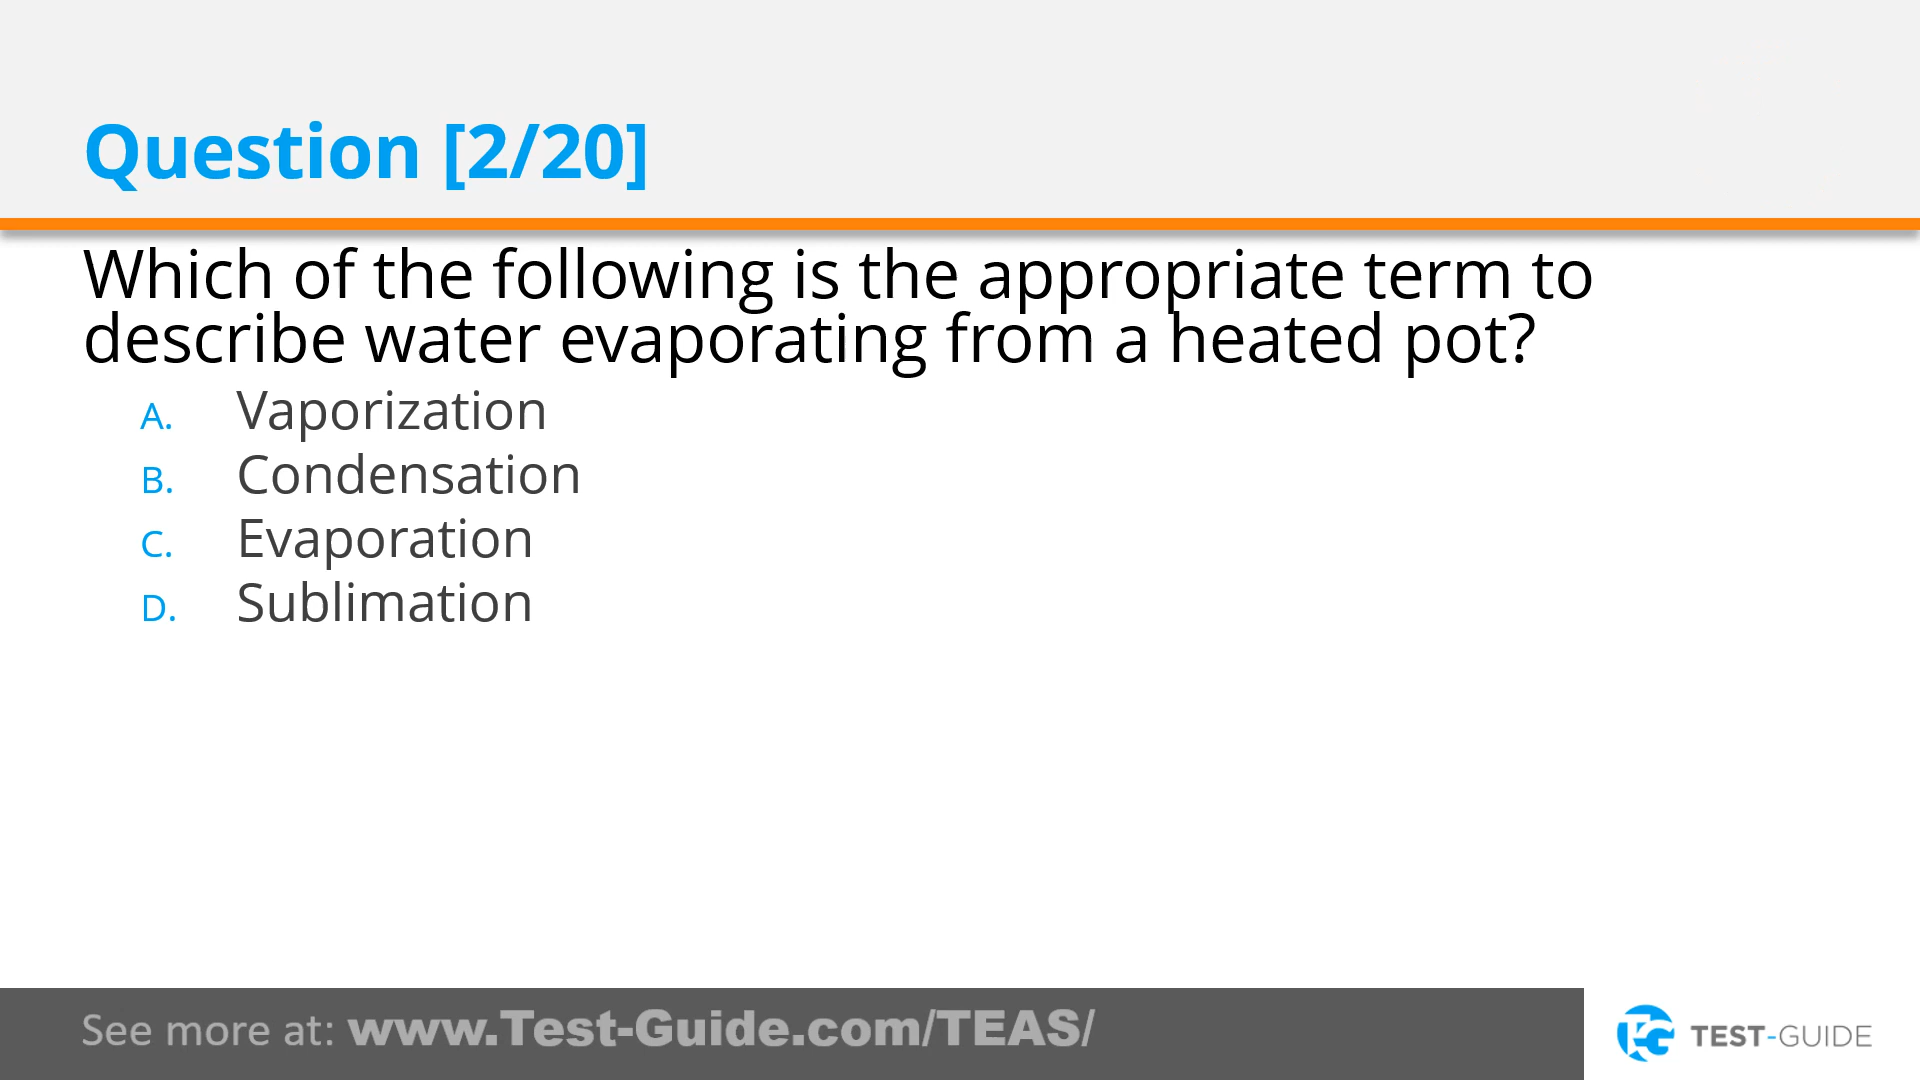 Question [2/20]
Which of the following is the appropriate term to
describe water evaporating from a heated pot?
A. Vaporization
B. Condensation
C. Evaporation
D. Sublimation
See more at: www.Test-Guide.com/TEAS/
TEST-GUIDE